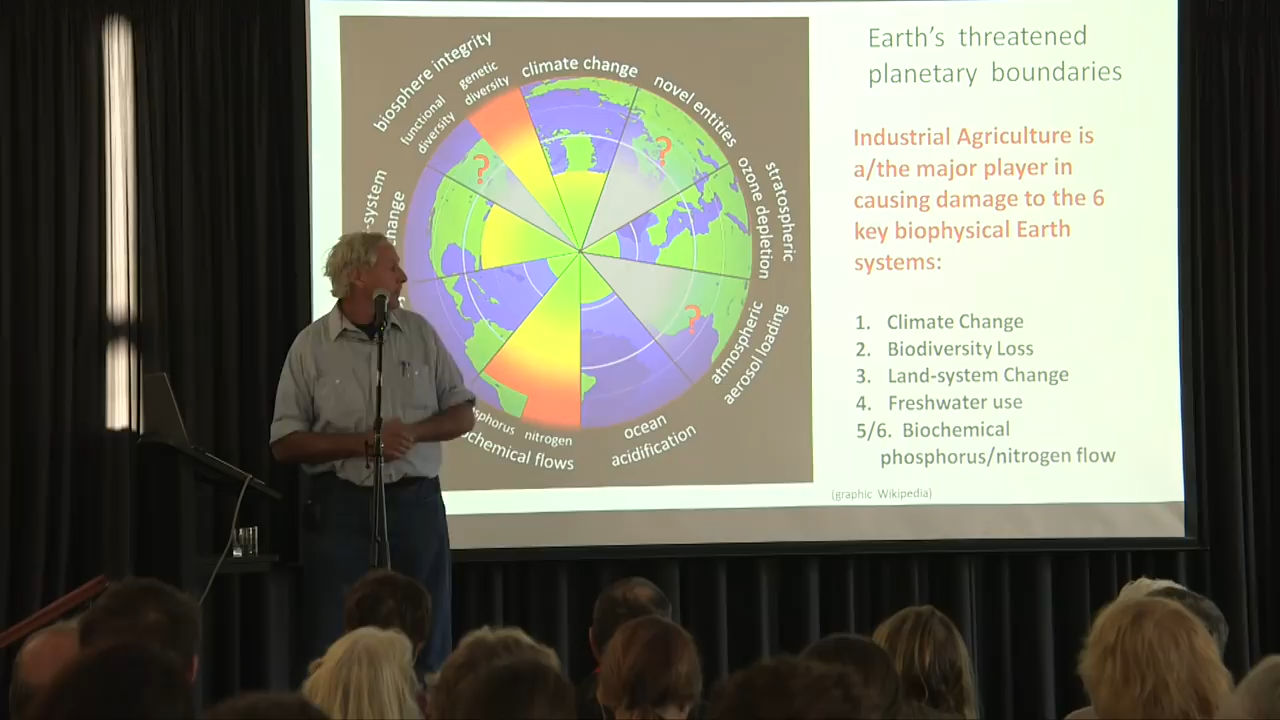 Earth's threatened
planetary boundaries
Industrial Agriculture is
a/the major player in
causing damage to the 6
key biophysical Earth
systems:
1. Climate Change
2. Biodiversity Loss
3. Land-system Change
4. Freshwater use
5/6. Biochemical
phosphorus/nitrogen flow
(graphic Wikipedia)
biosphere integrity
genetic
diversity
functional
diversity
climate change
novel entities
stratospheric
ozone depletion
atmospheric
aerosol loading
ocean
acidification
nitrogen
flows
-system
?
?
?